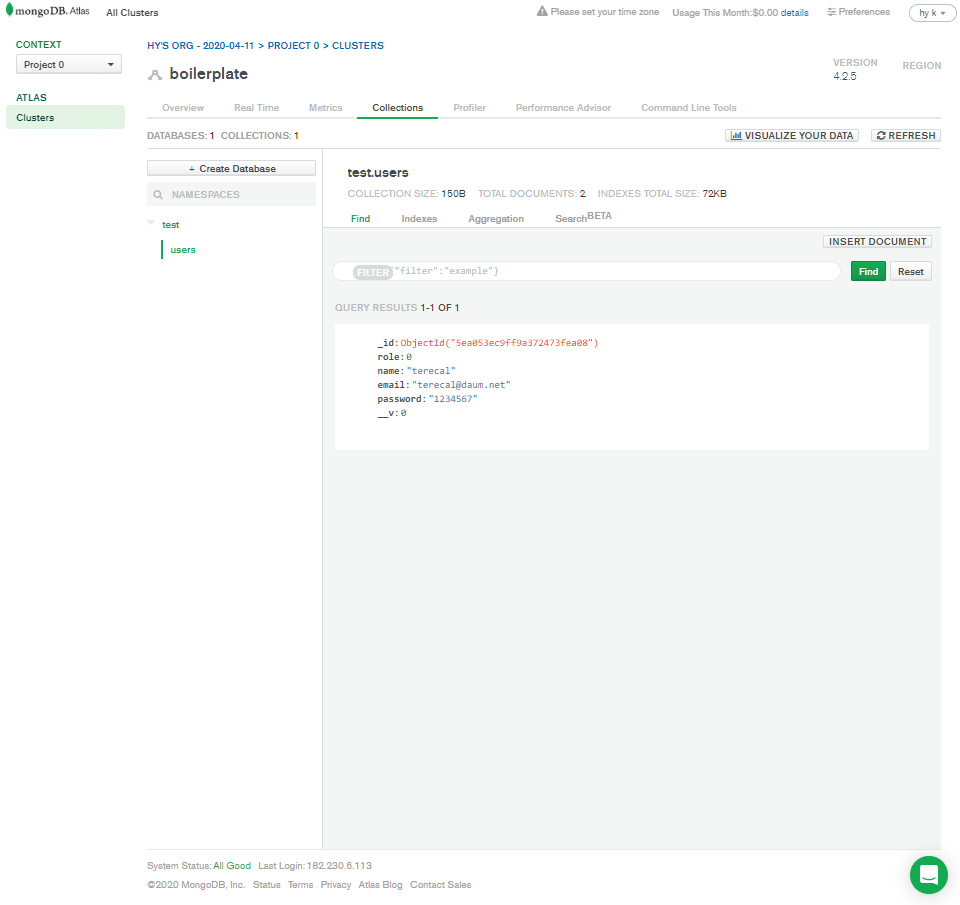 mongoDB. Atlas All Clusters Please set your time zone Usage This Month:$0.00 details Preferences hy k
CONTEXT
Project 0
ATLAS
Clusters
HY'S ORG - 2020-04-11 > PROJECT 0 > CLUSTERS
boilerplate
VERSION
4.2.5
REGION
Overview Real Time Metrics Collections Profiler Performance Advisor Command Line Tools
DATABASES: 1 COLLECTIONS: 1
VISUALIZE YOUR DATA REFRESH
+ Create Database
NAMESPACES
test
users
test.users
COLLECTION SIZE: 150B TOTAL DOCUMENTS: 2 INDEXES TOTAL SIZE: 72KB
Find Indexes Aggregation SearchBETA
INSERT DOCUMENT
FILTER "filter":"example"} Find Reset
QUERY RESULTS 1-1 OF 1
_id:ObjectId("5ea053ec9ff9a372473fea08")
role:0
name:"terecal"
email:"terecal@daum.net"
password:"1234567"
__v:0
System Status: All Good Last Login: 182.230.6.113
©2020 MongoDB, Inc. Status Terms Privacy Atlas Blog Contact Sales